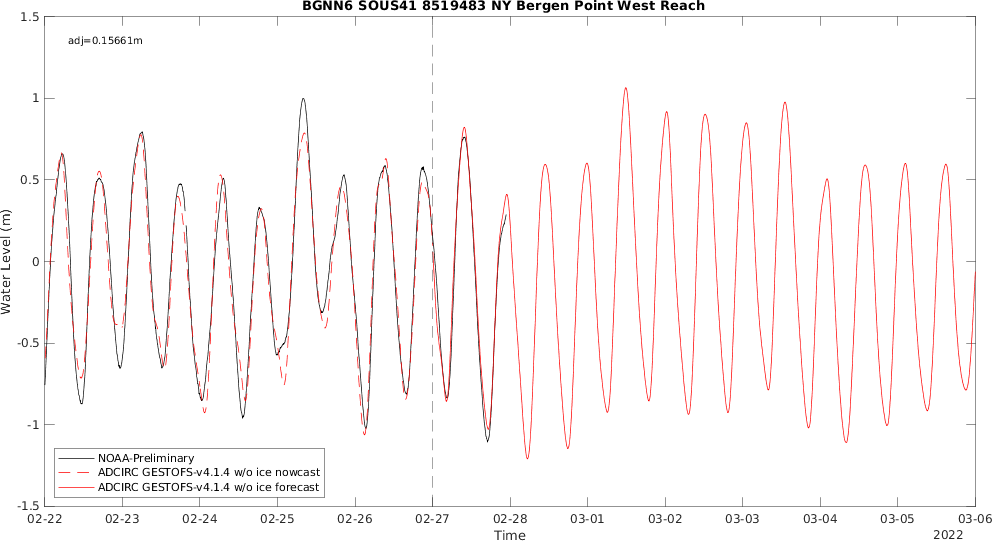 BGNN6 SOUS41 8519483 NY Bergen Point West Reach
1.5
adj=0.15661m
1
0.5
0
-0.5
-1
-1.5
Water Level (m)
NOAA-Preliminary
ADCIRC GESTOFS-v4.1.4 w/o ice nowcast
ADCIRC GESTOFS-v4.1.4 w/o ice forecast
02-22 02-23 02-24 02-25 02-26 02-27 02-28 03-01 03-02 03-03 03-04 03-05 03-06
Time
2022